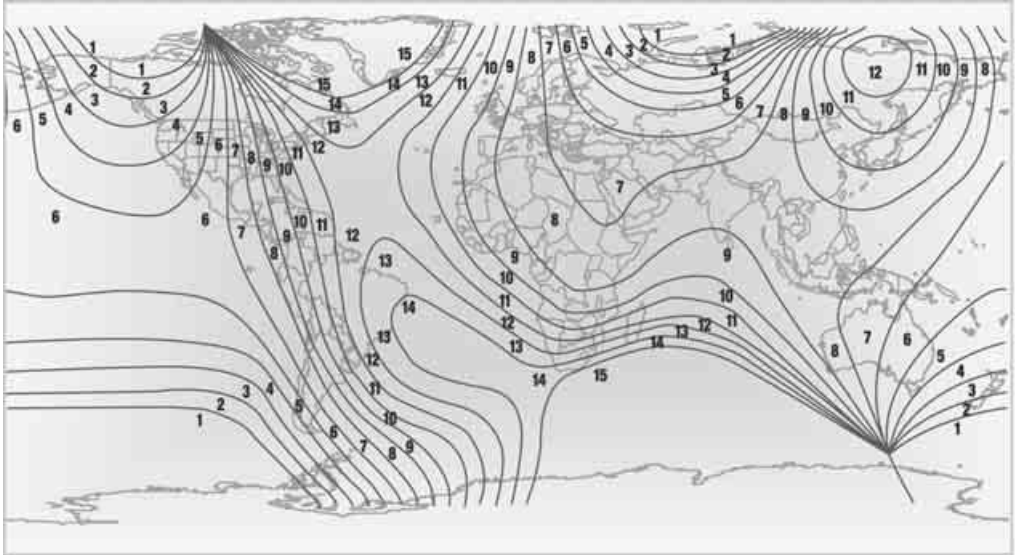 1 1 15 5 4 3 2 1 1 2
2 1 15 14 13 11 10 9 8 7 6 3 4 12 11 10 9 8
3 2 14 12 5
4 3 13 6 11 10
6 5 4 7 8 9
5 6 7 8 9 10 11 12
6 6 7 8 9 10 11 12 8 7
13 9 9
10 10
14 11 12 11
13 12 13 14 8 7 6 5
12 13 14 15 4
3 4 11 3
1 2 5 10 2
6 7 8 9 1